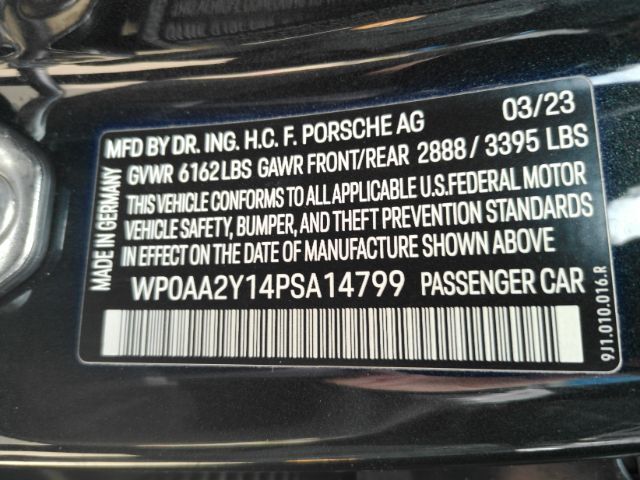 03/23
MFD BY DR. ING. H.C. F. PORSCHE AG
GVWR 6162 LBS GAWR FRONT/REAR 2888 / 3395 LBS
THIS VEHICLE CONFORMS TO ALL APPLICABLE U.S.FEDERAL MOTOR
VEHICLE SAFETY, BUMPER, AND THEFT PREVENTION STANDARDS
IN EFFECT ON THE DATE OF MANUFACTURE SHOWN ABOVE
WP0AA2Y14PSA14799 PASSENGER CAR
MADE IN GERMANY
9J1.010.016.R